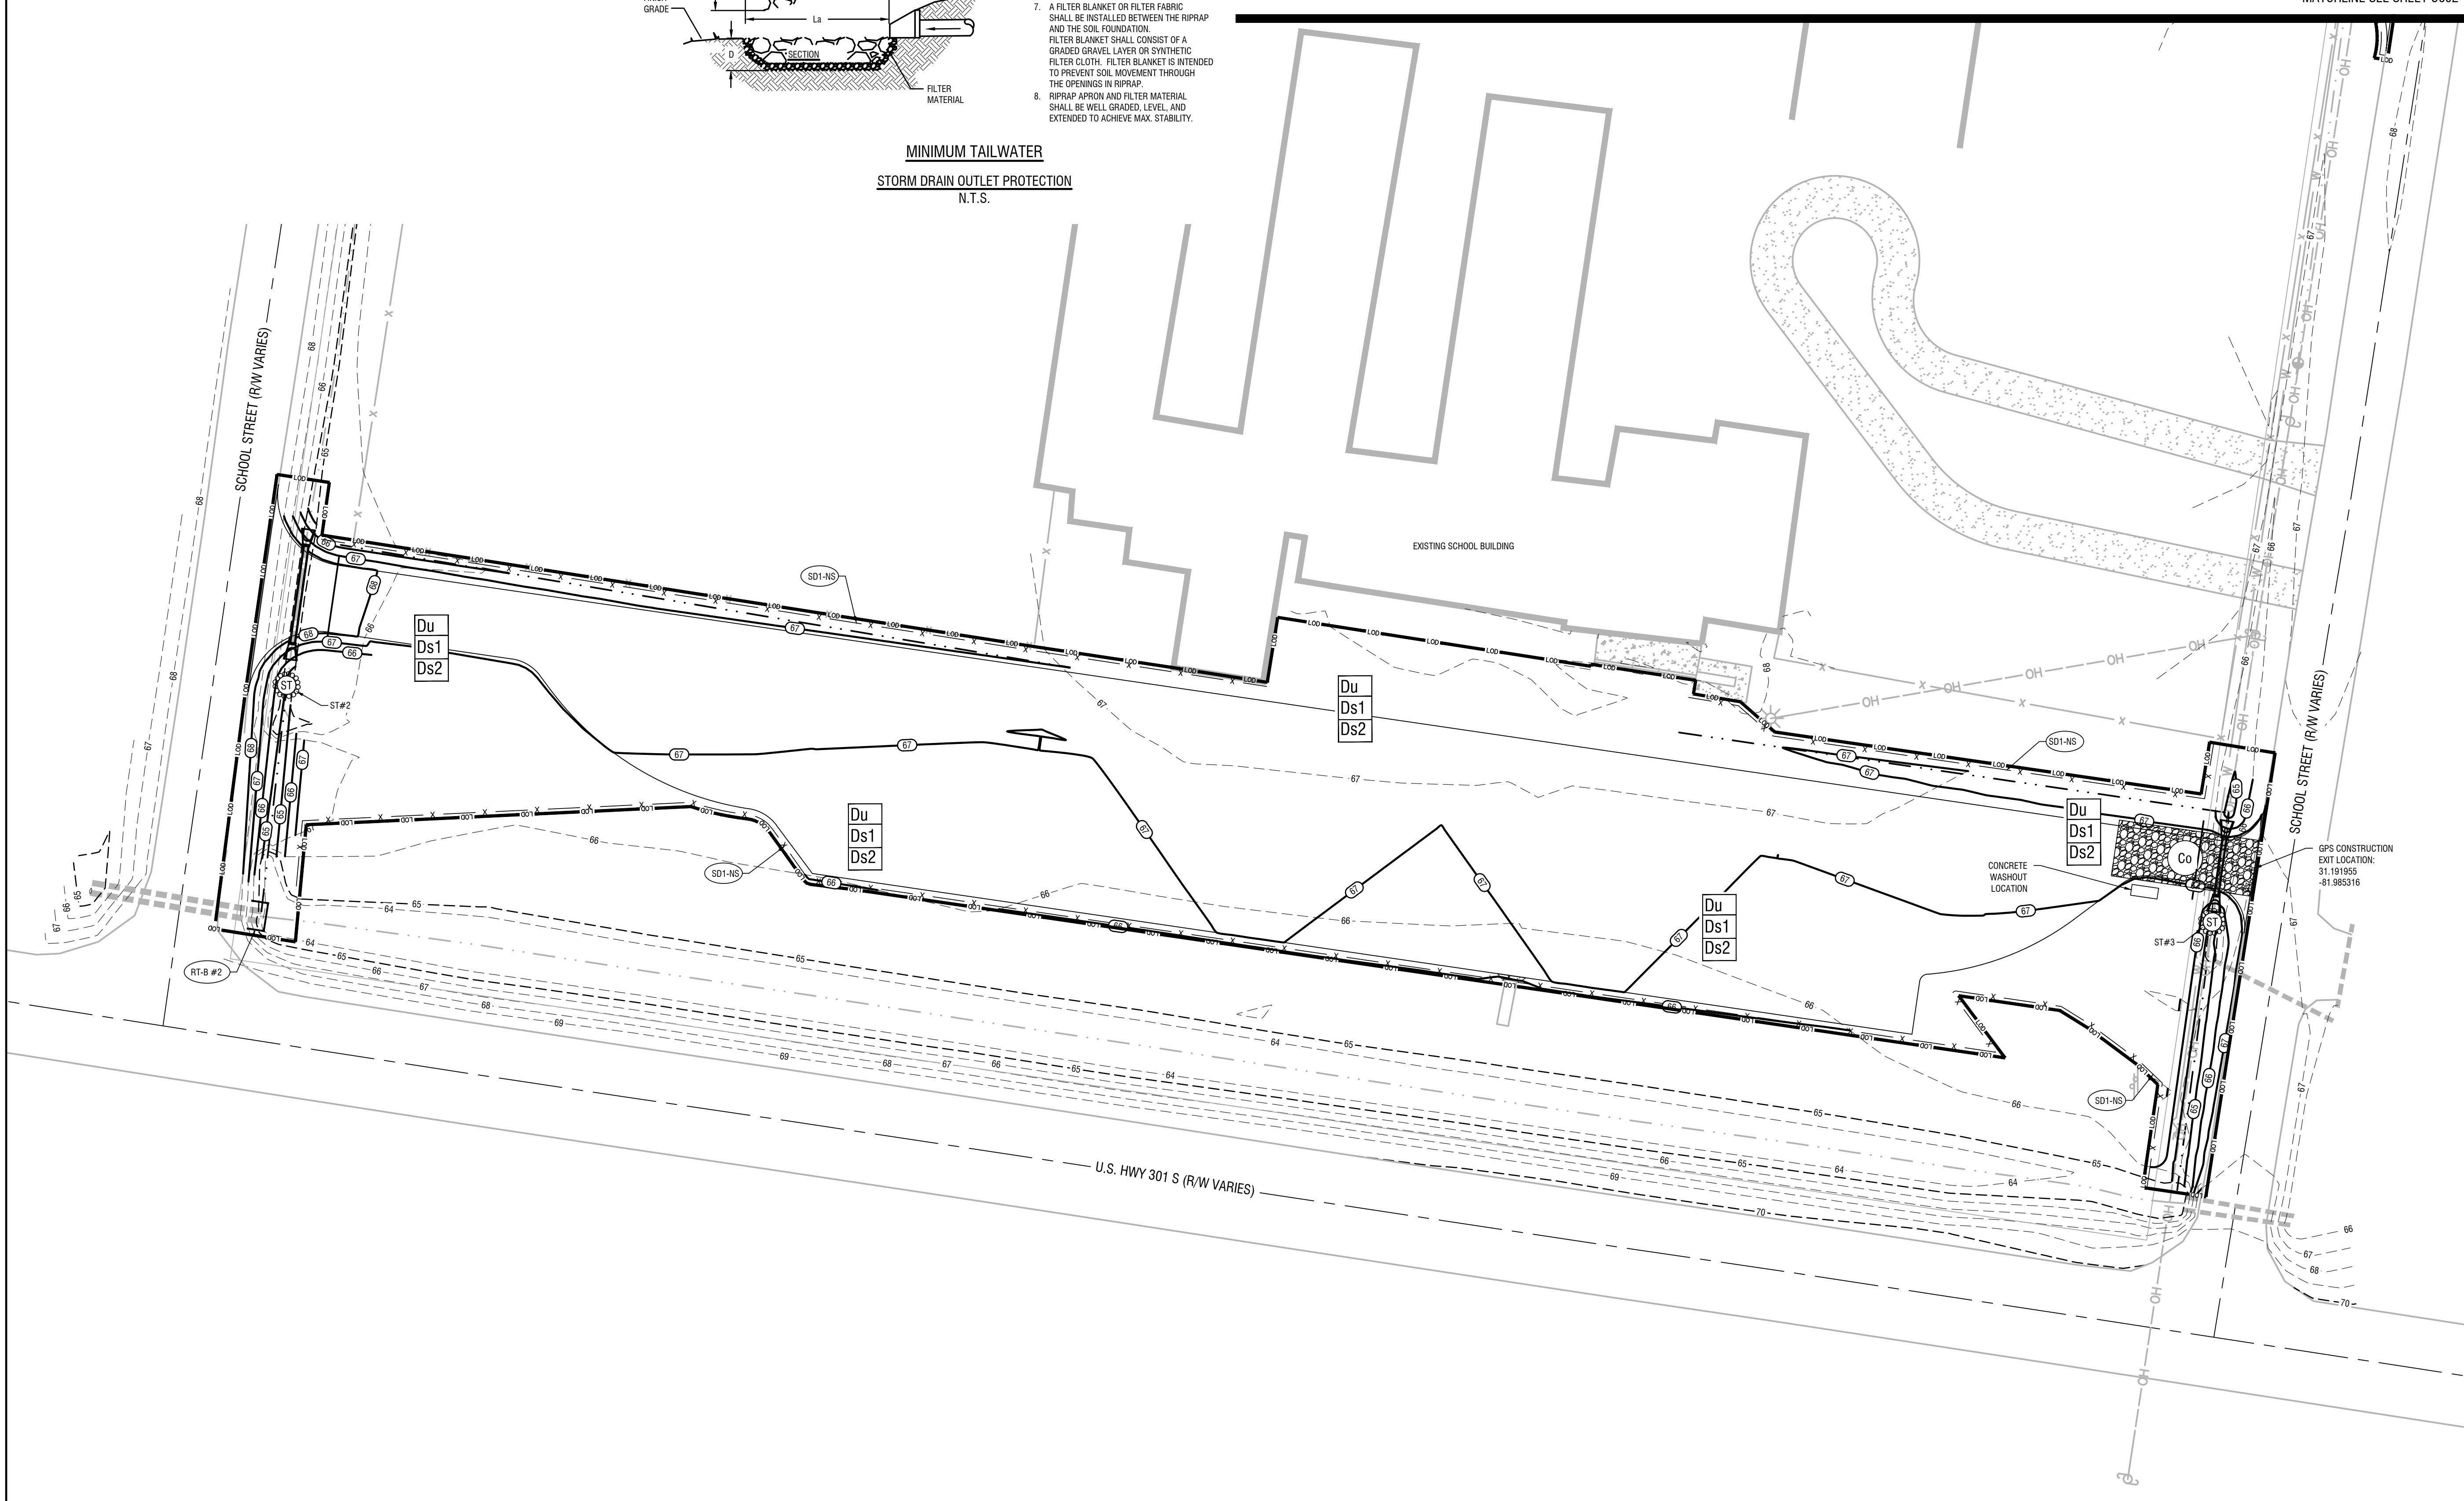 GRADE
La
D
SECTION
FILTER
MATERIAL
7. A FILTER BLANKET OR FILTER FABRIC
SHALL BE INSTALLED BETWEEN THE RIPRAP
AND THE SOIL FOUNDATION.
FILTER BLANKET SHALL CONSIST OF A
GRADED GRAVEL LAYER OR SYNTHETIC
FILTER CLOTH. FILTER BLANKET IS INTENDED
TO PREVENT SOIL MOVEMENT THROUGH
THE OPENINGS IN RIPRAP.
8. RIPRAP APRON AND FILTER MATERIAL
SHALL BE WELL GRADED, LEVEL, AND
EXTENDED TO ACHIEVE MAX. STABILITY.
MINIMUM TAILWATER
STORM DRAIN OUTLET PROTECTION
N.T.S.
SCHOOL STREET (R/W VARIES)
EXISTING SCHOOL BUILDING
SD1-NS
Du
Ds1
Ds2
ST
ST#2
Du
Ds1
Ds2
SD1-NS
SCHOOL STREET (R/W VARIES)
Du
Ds1
Ds2
SD1-NS
Du
Ds1
Ds2
Co
CONCRETE
WASHOUT
LOCATION
GPS CONSTRUCTION
EXIT LOCATION:
31.191955
-81.985316
Du
Ds1
Ds2
ST
ST#3
RT-B #2
SD1-NS
U.S. HWY 301 S (R/W VARIES)